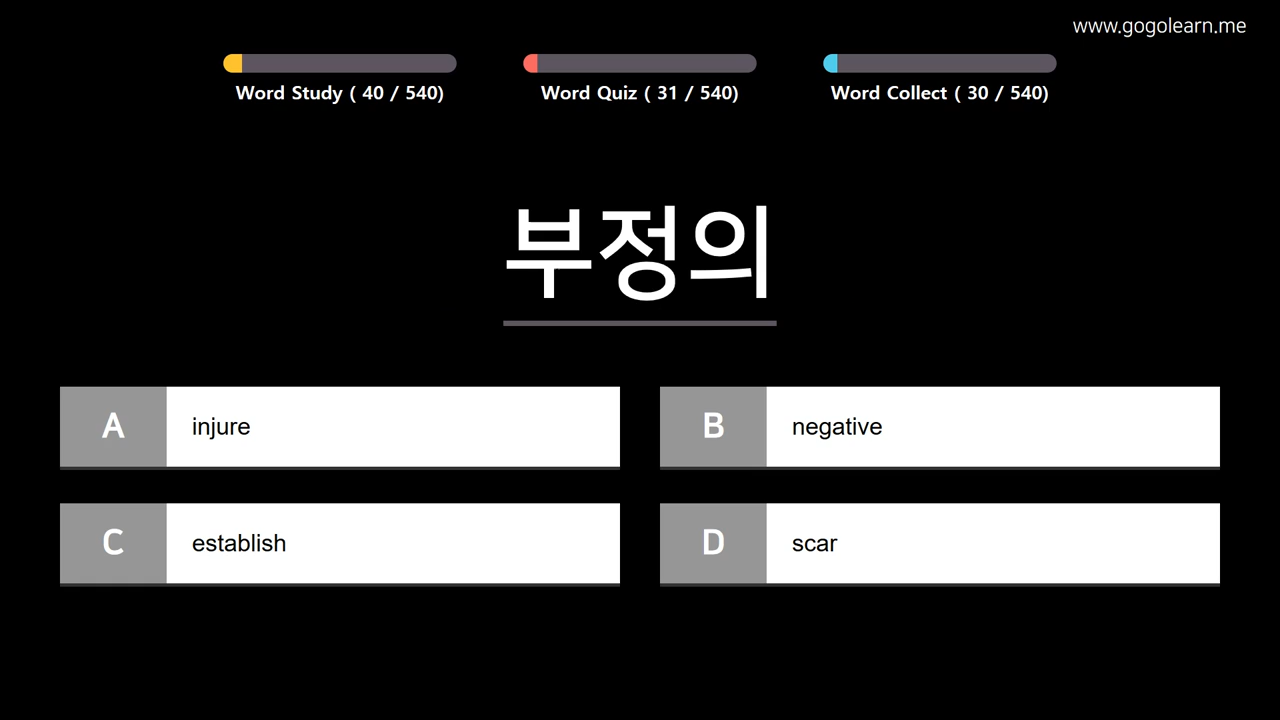 www.gogolearn.me
Word Study ( 40 / 540)
Word Quiz ( 31 / 540)
Word Collect ( 30 / 540)
부정의
A injure
B negative
C establish
D scar